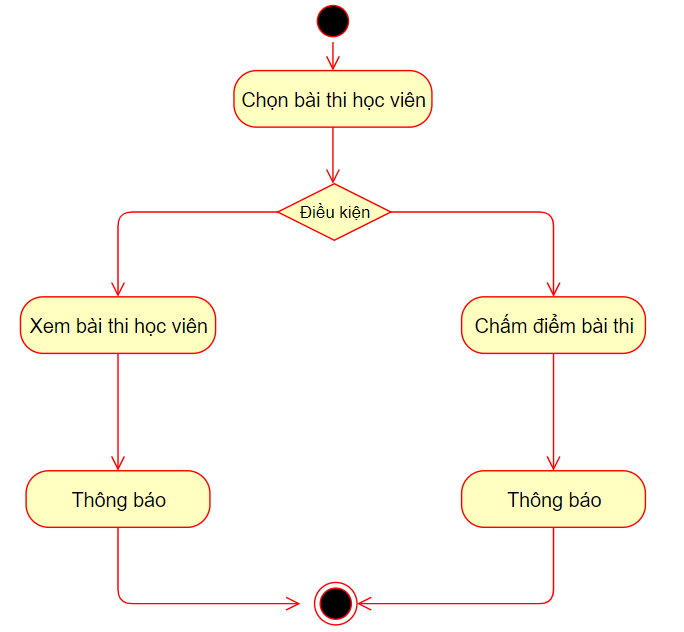 Chọn bài thi học viên
Điều kiện
Xem bài thi học viên
Chấm điểm bài thi
Thông báo
Thông báo